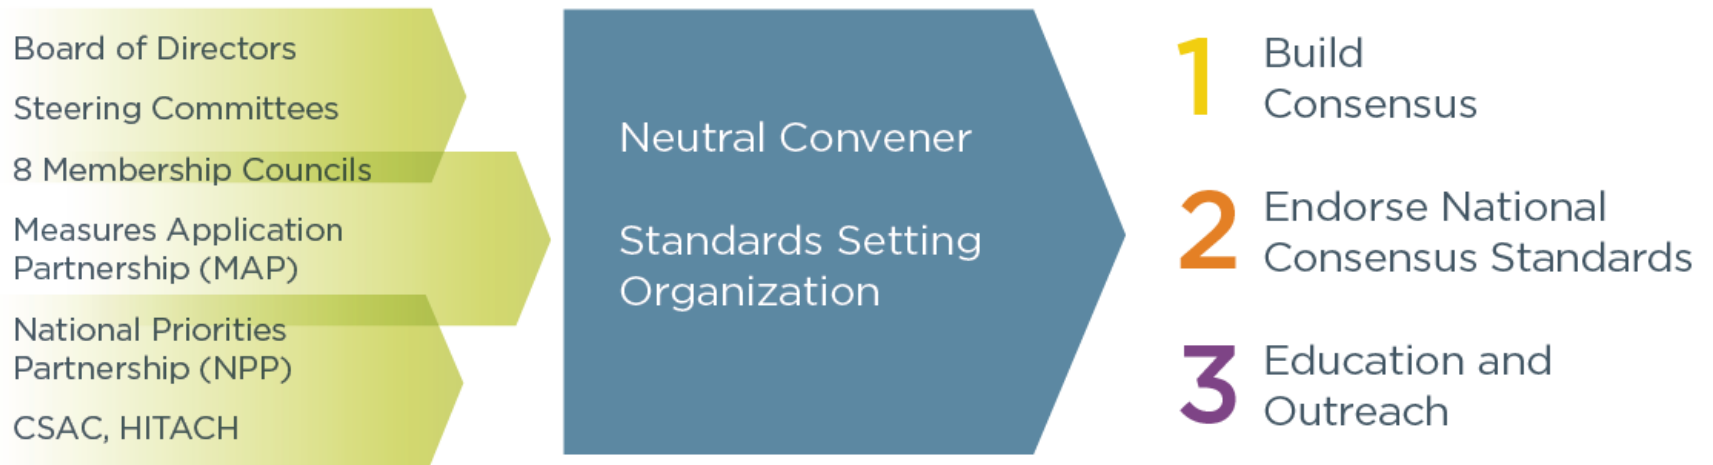 Board of Directors
Steering Committees
8 Membership Councils
Measures Application
Partnership (MAP)
National Priorities
Partnership (NPP)
CSAC, HITACH
Neutral Convener
Standards Setting
Organization
1 Build
Consensus
2 Endorse National
Consensus Standards
3 Education and
Outreach